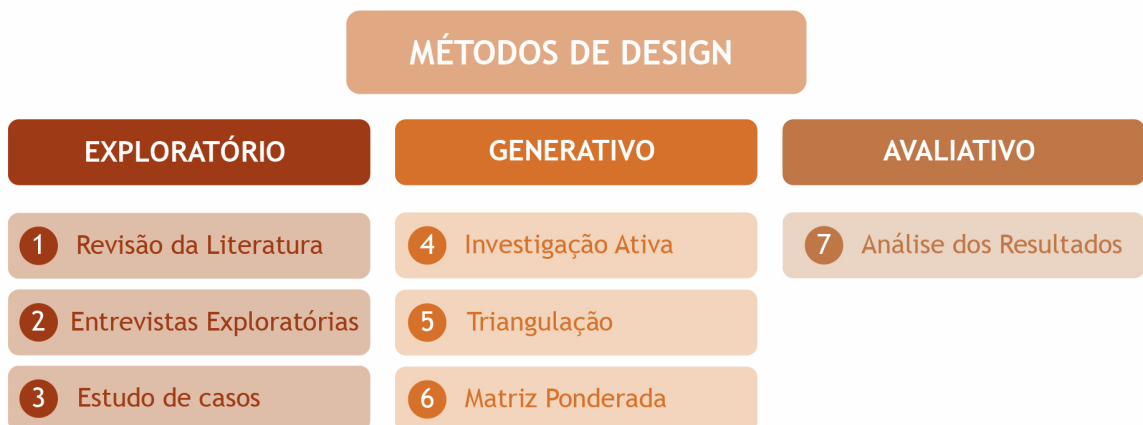 MÉTODOS DE DESIGN
EXPLORATÓRIO
1 Revisão da Literatura
2 Entrevistas Exploratórias
3 Estudo de casos
GENERATIVO
4 Investigação Ativa
5 Triangulação
6 Matriz Ponderada
AVALIATIVO
7 Análise dos Resultados